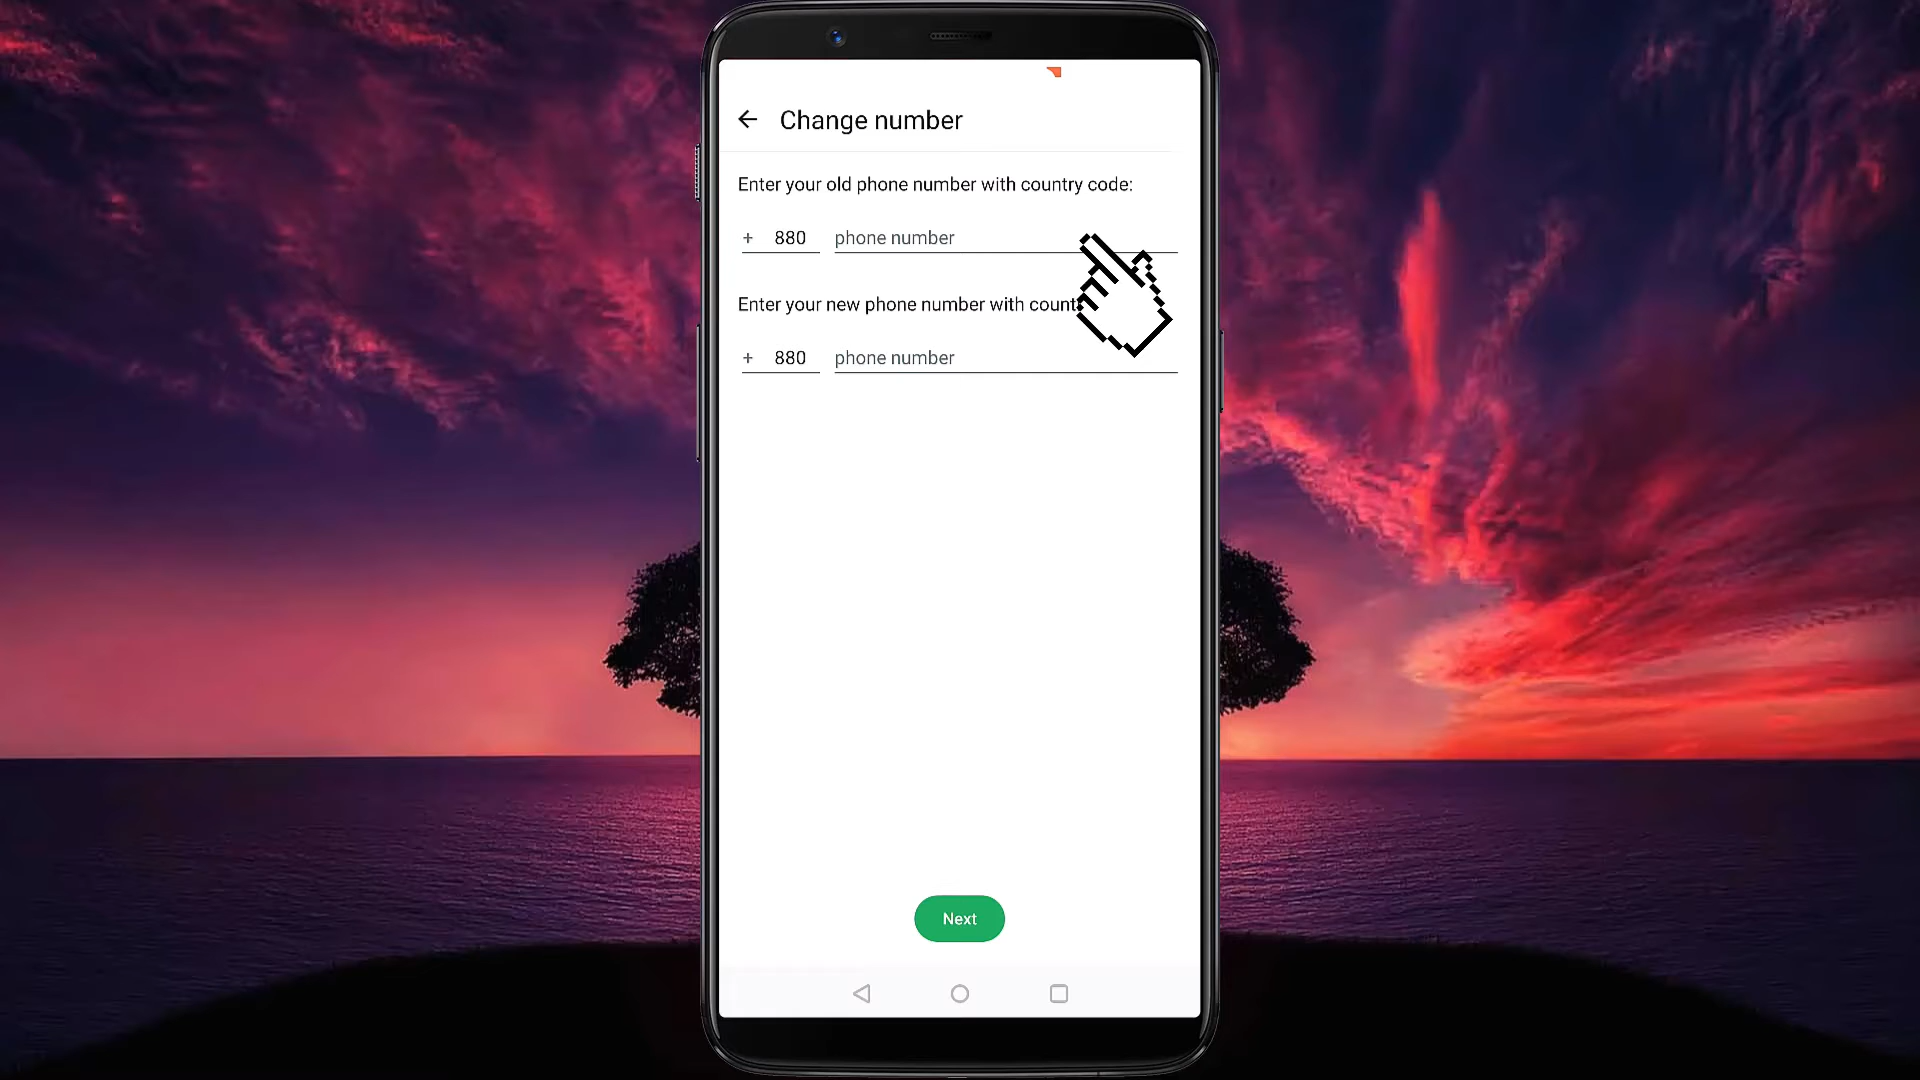 Change number
Enter your old phone number with country code:
+ 880 phone number
Enter your new phone number with
+ 880 phone number
Next